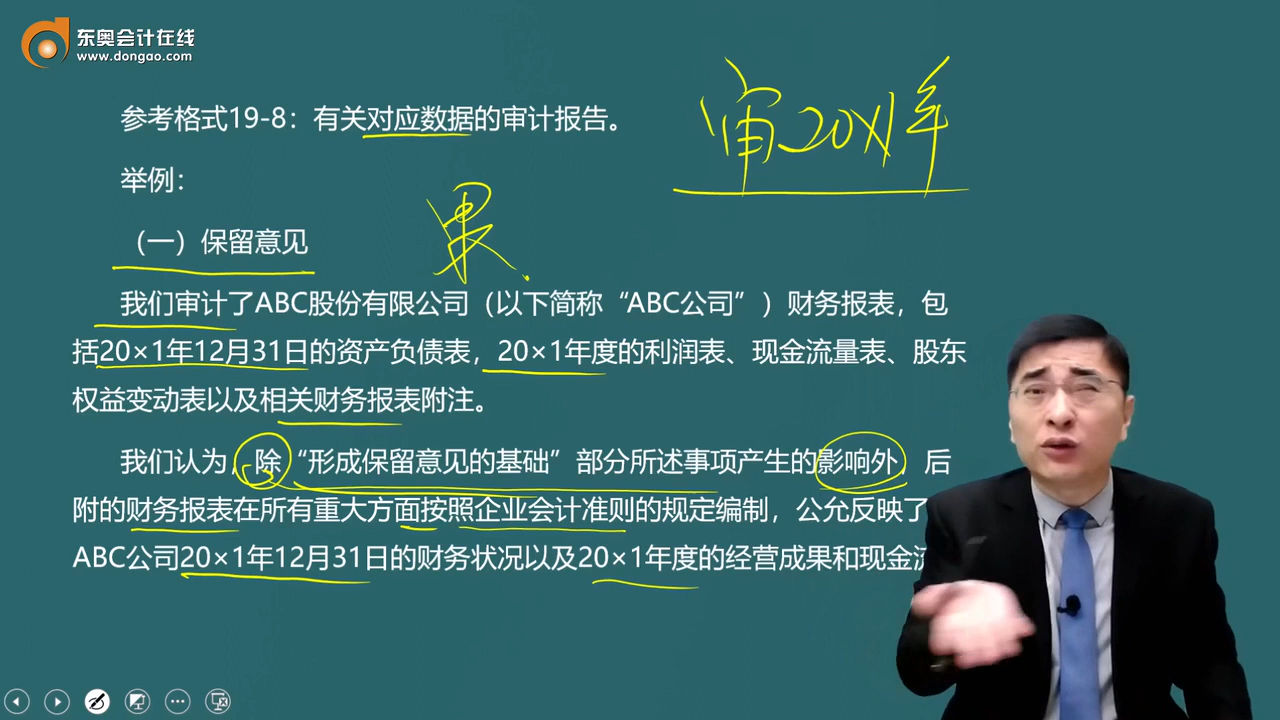 东奥会计在线
www.dongao.com
审20X1年
参考格式19-8：有关对应数据的审计报告。
举例：
果
（一）保留意见
我们审计了ABC股份有限公司（以下简称“ABC公司”）财务报表，包
括20×1年12月31日的资产负债表，20×1年度的利润表、现金流量表、股东
权益变动表以及相关财务报表附注。
我们认为，除“形成保留意见的基础”部分所述事项产生的影响外，后
附的财务报表在所有重大方面按照企业会计准则的规定编制，公允反映了
ABC公司20×1年12月31日的财务状况以及20×1年度的经营成果和现金流